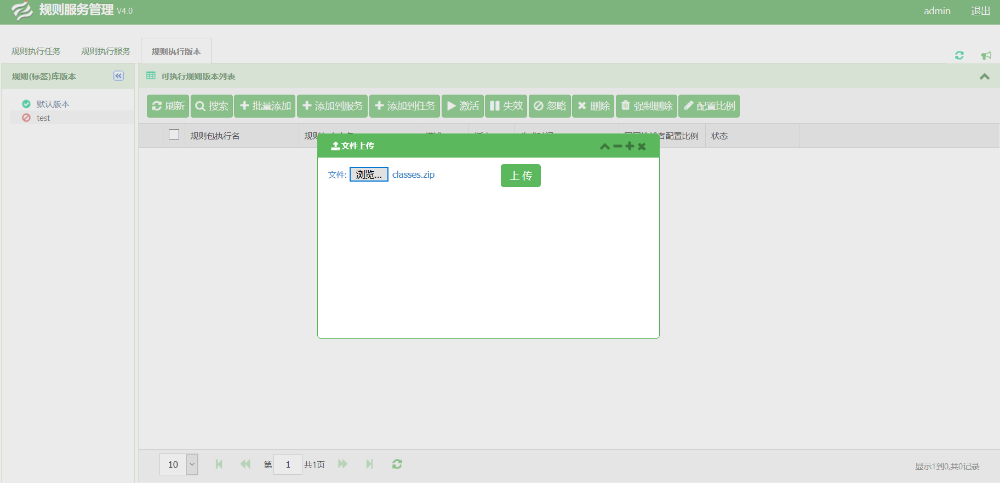 规则服务管理 V4.0
admin 退出
规则执行任务 规则执行服务 规则执行版本
规则(标签)库版本
可执行规则版本列表
默认版本
test
刷新 搜索 批量添加 添加到服务 添加到任务 激活 失效 忽略 删除 强制删除 配置比例
规则包执行名 规则 者配置比例 状态
文件上传
文件: 浏览... classes.zip 上 传
10 第 1 共1页
显示1到0,共0记录